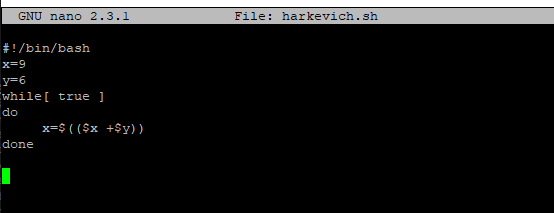 GNU nano 2.3.1 File: harkevich.sh
#!/bin/bash
x=9
y=6
while[ true ]
do
x=$(($x +$y))
done